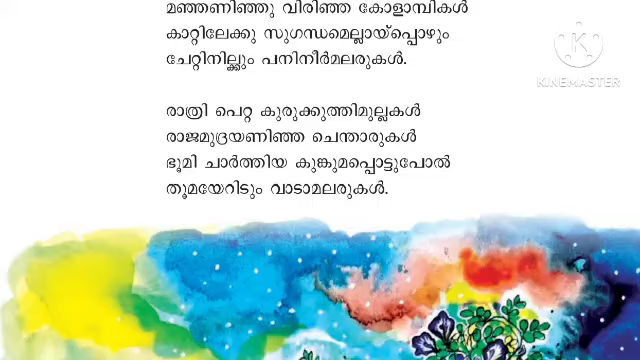 മഞ്ഞണിഞ്ഞു വിരിഞ്ഞ കോളാമ്പികൾ
കാറ്റിലേക്കു സുഗന്ധമെല്ലായ്പ്പൊഴും
ചേറ്റിനില്ക്കും പനിനീർമലരുകൾ.
രാത്രി പെറ്റ കുരുക്കുത്തിമുല്ലകൾ
രാജമുദ്രയണിഞ്ഞ ചെന്താരുകൾ
ഭൂമി ചാർത്തിയ കുങ്കുമപ്പൊട്ടുപോൽ
തൂമയേറിടും വാടാമലരുകൾ.
KINEMASTER